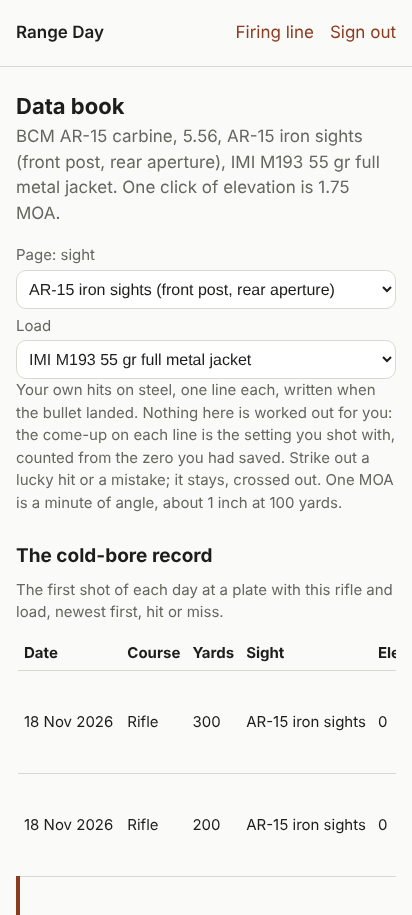 Range Day
Firing line
Sign out
Data book
BCM AR-15 carbine, 5.56, AR-15 iron sights
(front post, rear aperture), IMI M193 55 gr full
metal jacket. One click of elevation is 1.75
MOA.
Page: sight
AR-15 iron sights (front post, rear aperture)
Load
IMI M193 55 gr full metal jacket
Your own hits on steel, one line each, written when
the bullet landed. Nothing here is worked out for you:
the come-up on each line is the setting you shot with,
counted from the zero you had saved. Strike out a
lucky hit or a mistake; it stays, crossed out. One MOA
is a minute of angle, about 1 inch at 100 yards.
The cold-bore record
The first shot of each day at a plate with this rifle and
load, newest first, hit or miss.
Date Course Yards Sight
18 Nov 2026 Rifle 300 AR-15 iron sights 0
18 Nov 2026 Rifle 200 AR-15 iron sights 0